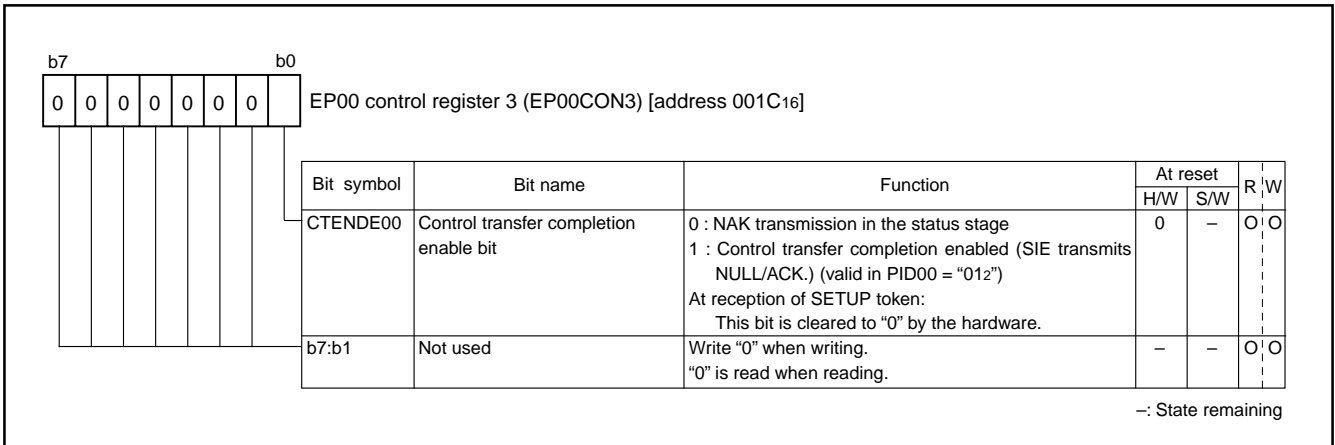 b7 b0
0 0 0 0 0 0 0 EP00 control register 3 (EP00CON3) [address 001C16]
Bit symbol Bit name Function At reset R W
H/W S/W
CTENDE00 Control transfer completion 0 : NAK transmission in the status stage 0 – O O
enable bit 1 : Control transfer completion enabled (SIE transmits
NULL/ACK.) (valid in PID00 = “012”)
At reception of SETUP token:
This bit is cleared to “0” by the hardware.
b7:b1 Not used Write “0” when writing. – – O O
“0” is read when reading.
–: State remaining